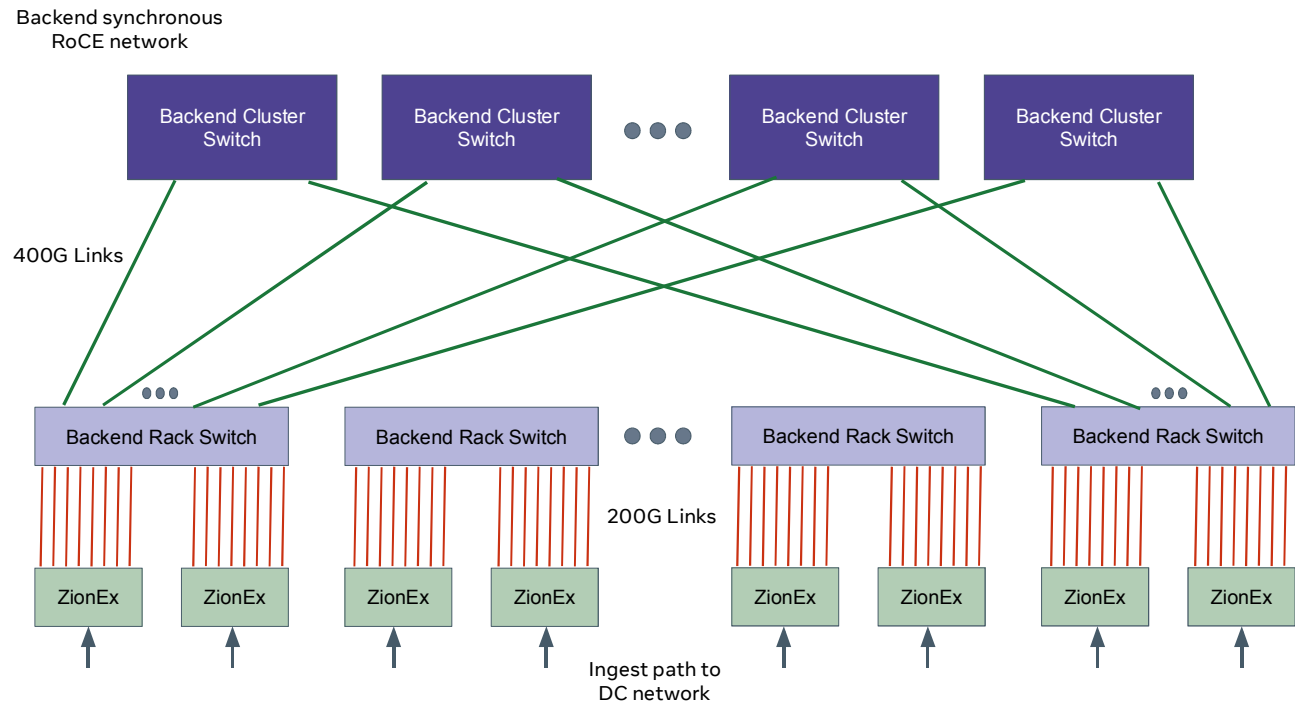 Backend synchronous
RoCE network
Backend Cluster
Switch
Backend Cluster
Switch
Backend Cluster
Switch
Backend Cluster
Switch
400G Links
Backend Rack Switch
Backend Rack Switch
Backend Rack Switch
Backend Rack Switch
200G Links
ZionEx
ZionEx
ZionEx
ZionEx
ZionEx
ZionEx
ZionEx
ZionEx
Ingest path to
DC network